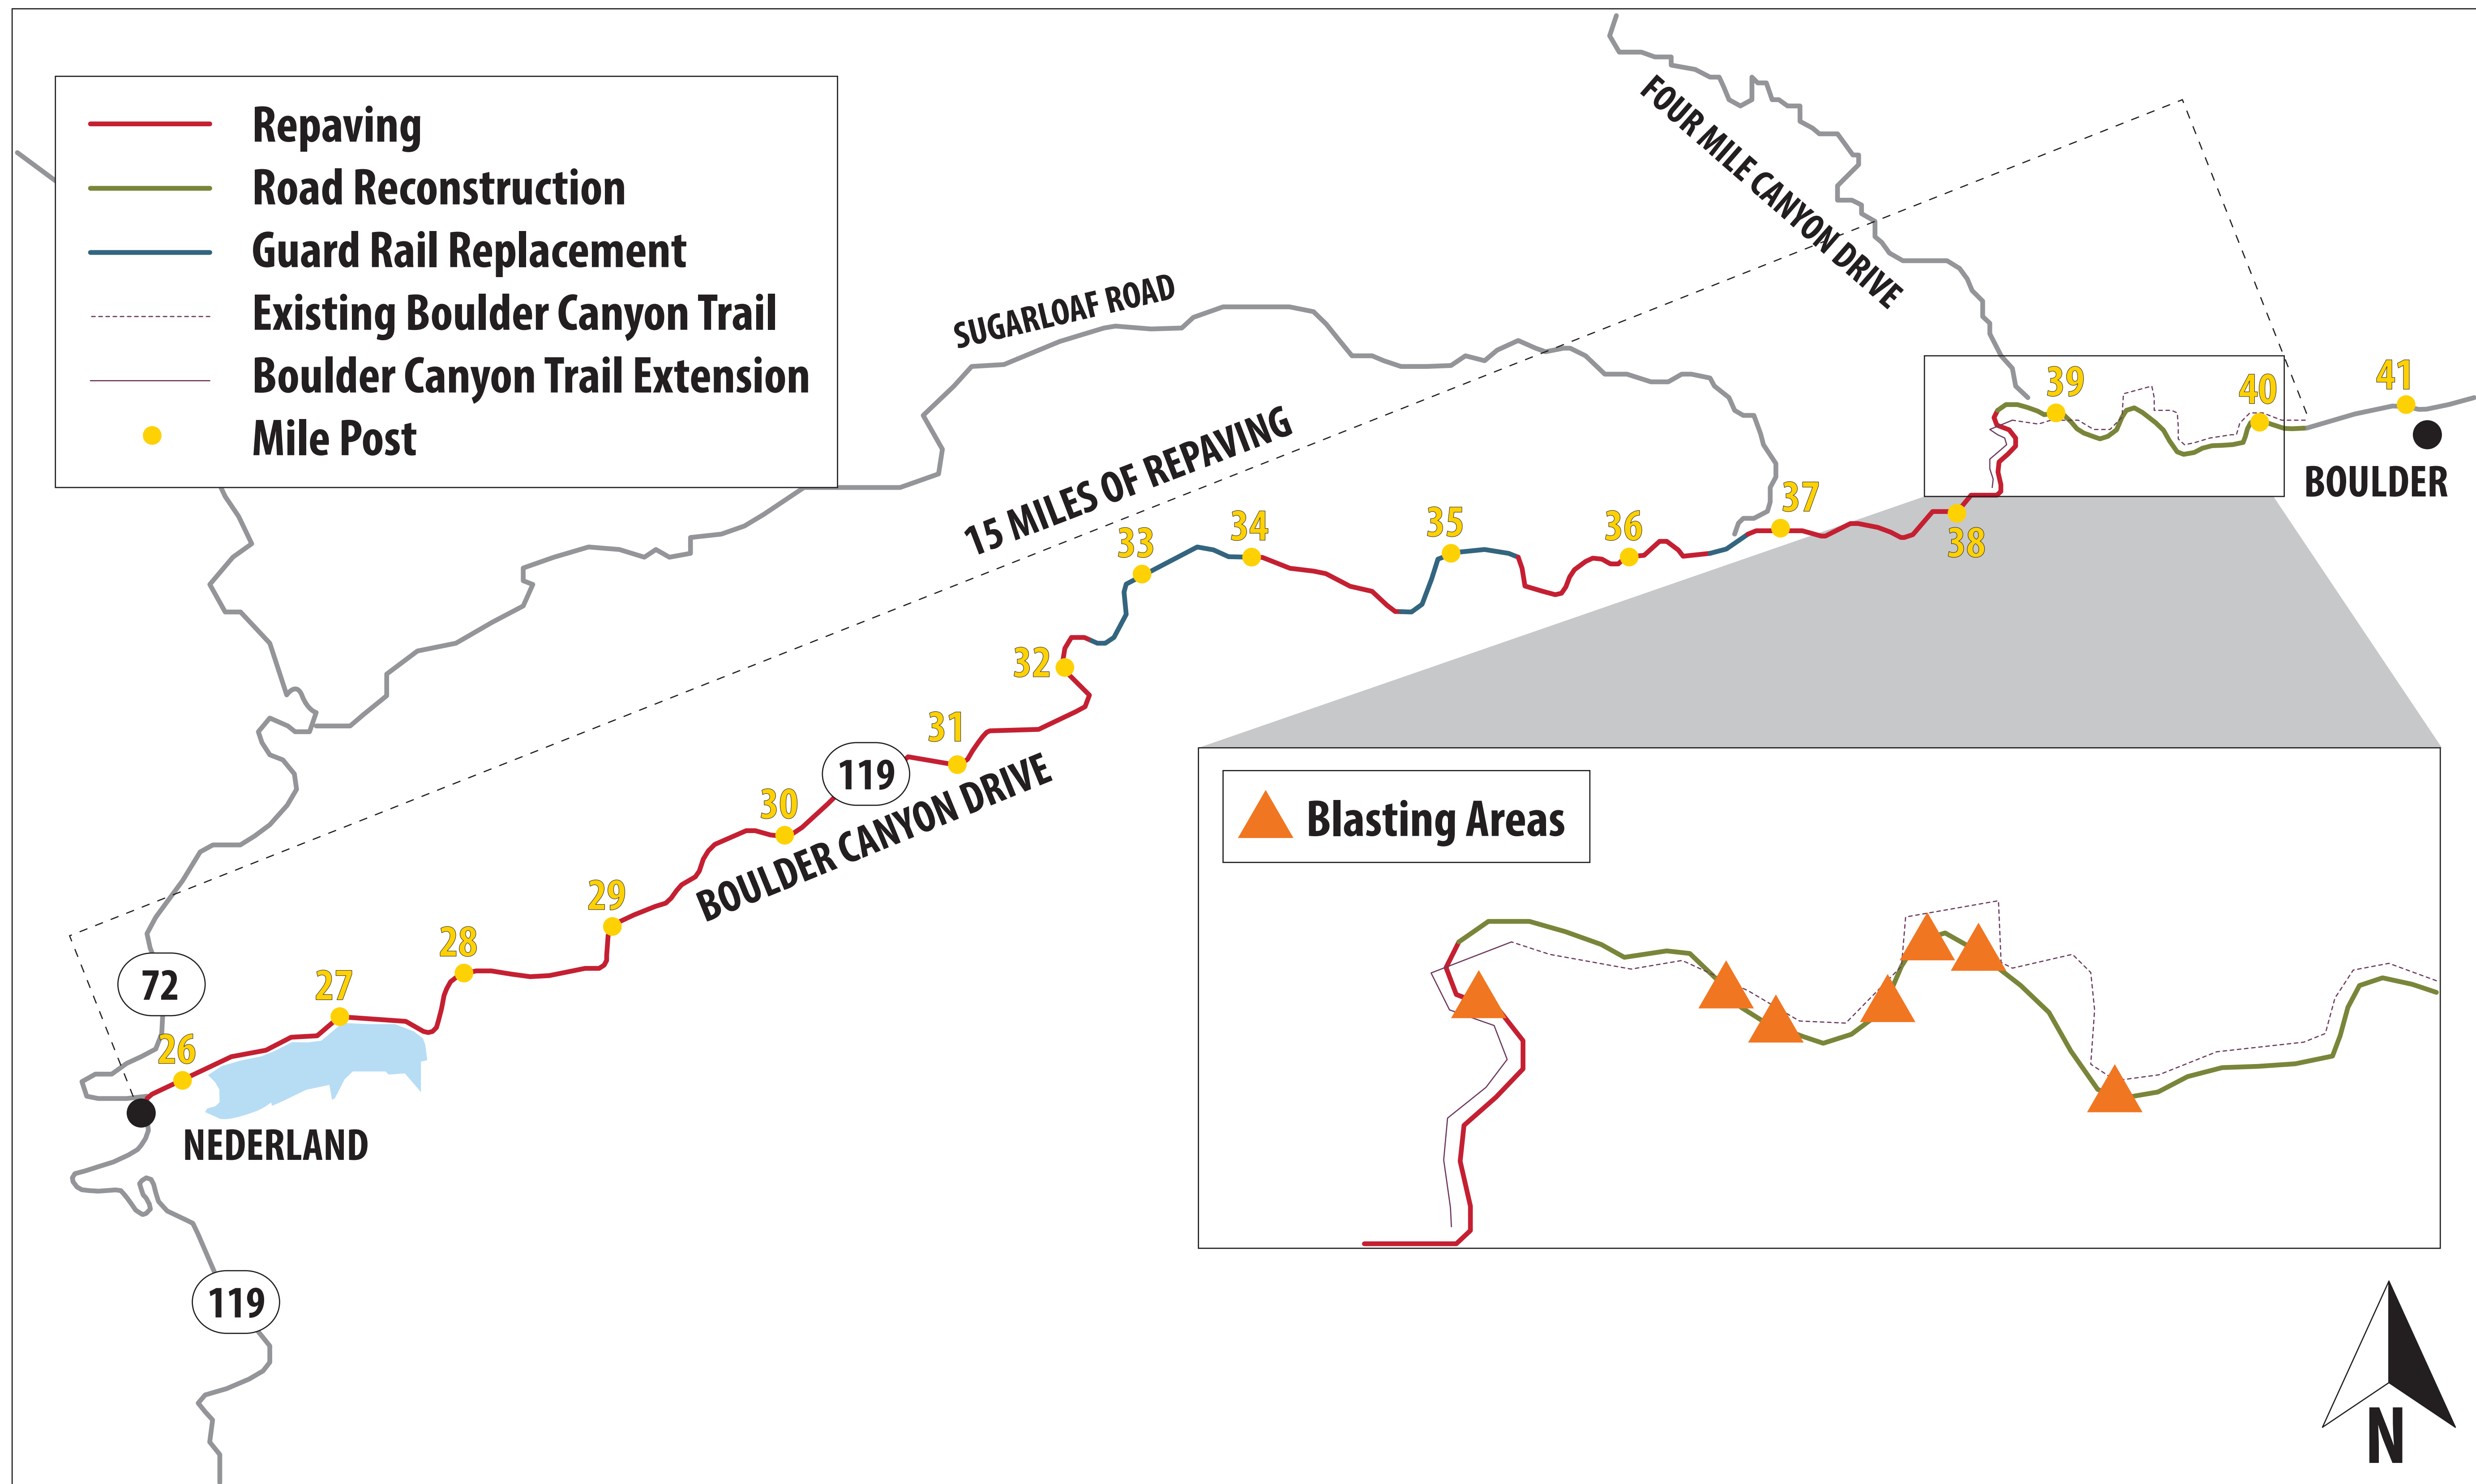 Repaving
Road Reconstruction
Guard Rail Replacement
Existing Boulder Canyon Trail
Boulder Canyon Trail Extension
Mile Post
FOUR MILE CANYON DRIVE
SUGARLOAF ROAD
15 MILES OF REPAVING
39
40
41
BOULDER
37
38
36
35
34
33
32
31
119
BOULDER CANYON DRIVE
30
29
28
27
72
26
NEDERLAND
119
Blasting Areas
N